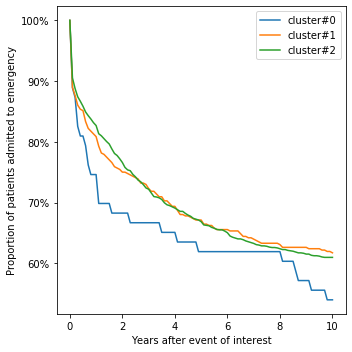 100%
90%
80%
70%
60%
Proportion of patients admitted to emergency
cluster#0
cluster#1
cluster#2
0
2
4
6
8
10
Years after event of interest